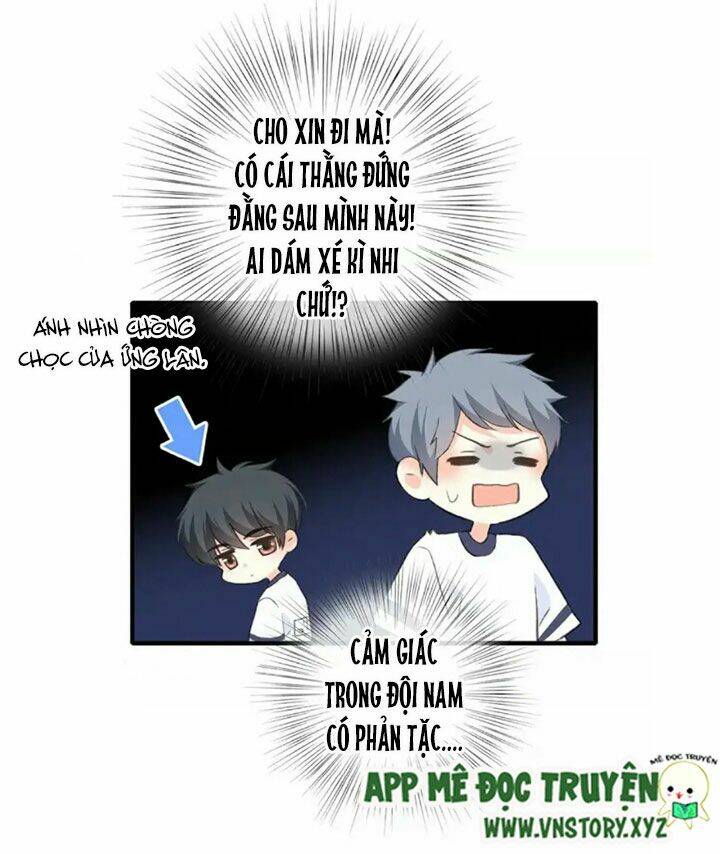 CHO XIN ĐI MÀ!
CÓ CÁI THẰNG ĐỨNG
ĐẰNG SAU MÌNH NÀY!
AI DÁM XÉ KÌ NHI
CHỨ!?
ÁNH NHÌN CHÒNG
CHỌC CỦA ỨNG LÂN.
CẢM GIÁC
TRONG ĐỘI NAM
CÓ PHẢN TẶC....
MÊ ĐỌC TRUYỆN
APP MÊ ĐỌC TRUYỆN
WWW.VNSTORY.XYZ